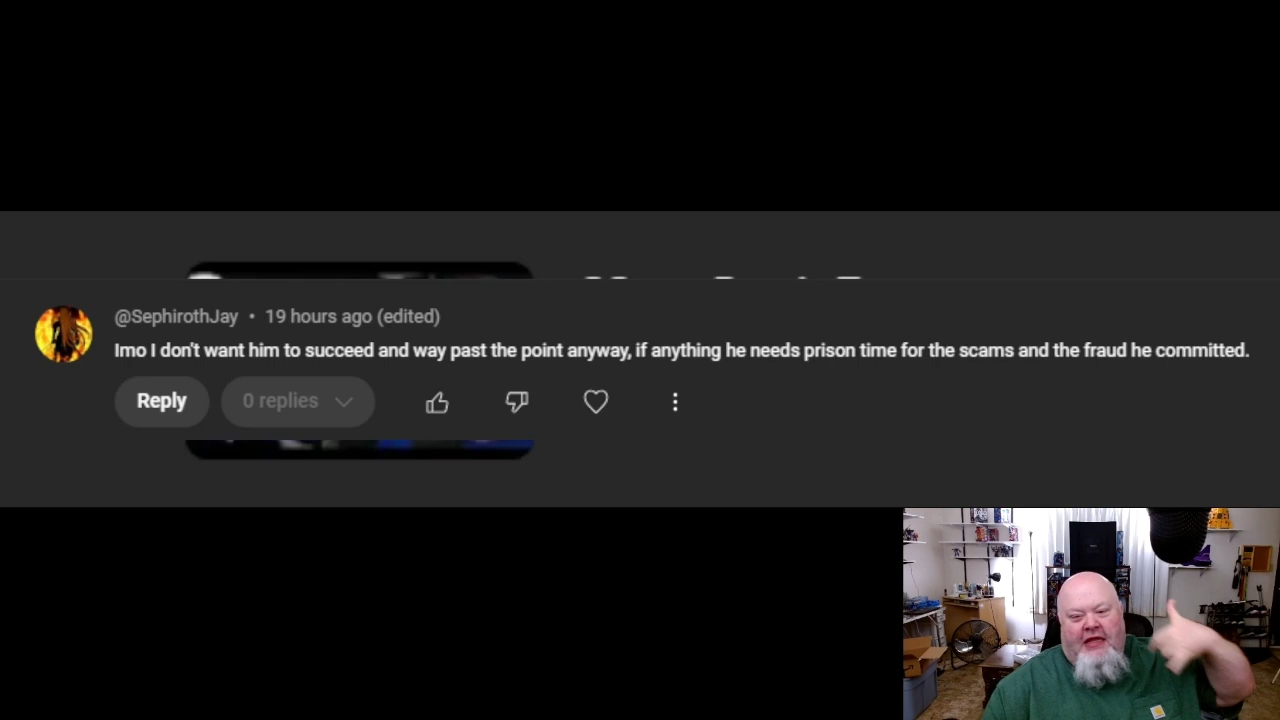 @SephirothJay • 19 hours ago (edited)
Imo I don't want him to succeed and way past the point anyway, if anything he needs prison time for the scams and the fraud he committed.
Reply 0 replies